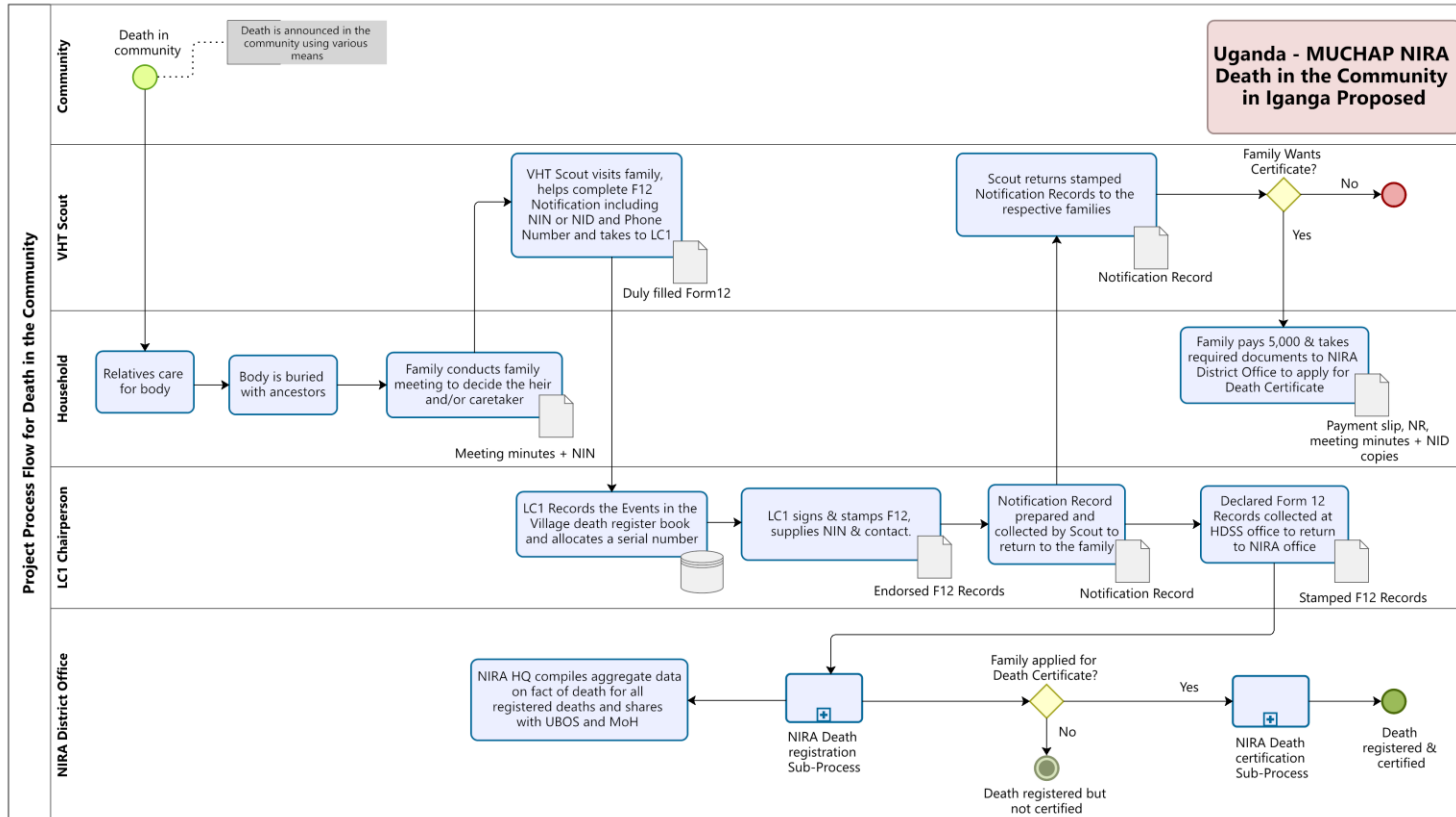 Project Process Flow for Death in the Community
Community
Death in
community
Death is announced in the
community using various
means
Uganda - MUCHAP NIRA
Death in the Community
in Iganga Proposed
VHT Scout
VHT Scout visits family,
helps complete F12
Notification including
NIN or NID and Phone
Number and takes to LC1
Duly filled Form12
Scout returns stamped
Notification Records to the
respective families
Notification Record
Family Wants
Certificate?
No
Yes
Household
Relatives care
for body
Body is buried
with ancestors
Family conducts family
meeting to decide the heir
and/or caretaker
Meeting minutes + NIN
Family pays 5,000 & takes
required documents to NIRA
District Office to apply for
Death Certificate
Payment slip, NR,
meeting minutes + NID
copies
LC1 Chairperson
LC1 Records the Events in the
Village death register book
and allocates a serial number
LC1 signs & stamps F12,
supplies NIN & contact.
Endorsed F12 Records
Notification Record
prepared and
collected by Scout to
return to the family
Notification Record
Declared Form 12
Records collected at
HDSS office to return
to NIRA office
Stamped F12 Records
NIRA District Office
NIRA HQ compiles aggregate data
on fact of death for all
registered deaths and shares
with UBOS and MoH
NIRA Death
registration
Sub-Process
Family applied for
Death Certificate?
Yes
No
Death registered but
not certified
NIRA Death
certification
Sub-Process
Death
registered &
certified